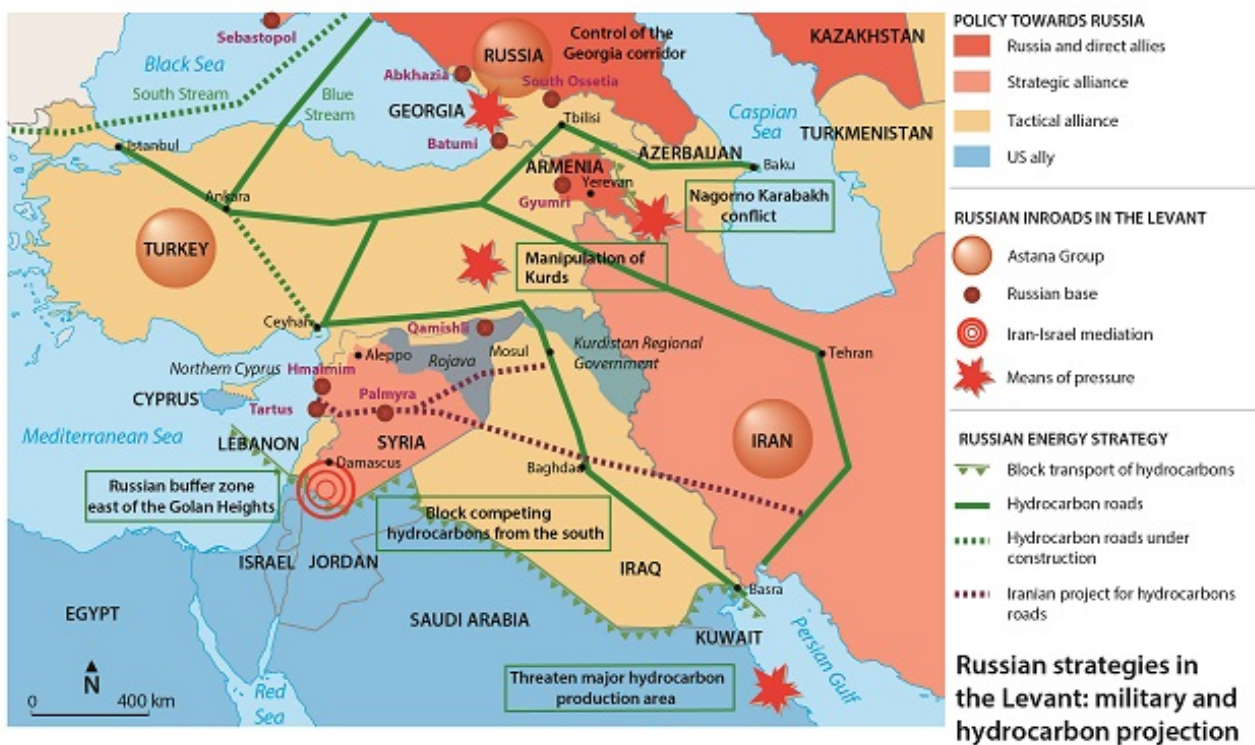 Sebastopol
Black Sea
South Stream
Blue
Stream
Istanbul
Ankara
TURKEY
RUSSIA
Control of the
Georgia corridor
Abkhazia
South Ossetia
GEORGIA
Batumi
Tbilisi
Caspian
Sea
KAZAKHSTAN
TURKMENISTAN
ARMENIA
AZERBAIJAN
Baku
Yerevan
Gyumri
Nagorno Karabakh
conflict
Manipulation of
Kurds
Ceyhan
Qamishli
Aleppo
Rojava
Mosul
Kurdistan Regional
Government
Tehran
Northern Cyprus
Hmaimim
CYPRUS
Tartus
Palmyra
Mediterranean Sea
LEBANON
SYRIA
IRAN
Damascus
Baghdad
Russian buffer zone
east of the Golan Heights
Block competing
hydrocarbons from the south
ISRAEL
JORDAN
IRAQ
Basra
EGYPT
SAUDI ARABIA
KUWAIT
Persian Gulf
Threaten major hydrocarbon
production area
Red
Sea
N
0 400 km
POLICY TOWARDS RUSSIA
Russia and direct allies
Strategic alliance
Tactical alliance
US ally
RUSSIAN INROADS IN THE LEVANT
Astana Group
Russian base
Iran-Israel mediation
Means of pressure
RUSSIAN ENERGY STRATEGY
Block transport of hydrocarbons
Hydrocarbon roads
Hydrocarbon roads under
construction
Iranian project for hydrocarbons
roads
Russian strategies in
the Levant: military and
hydrocarbon projection